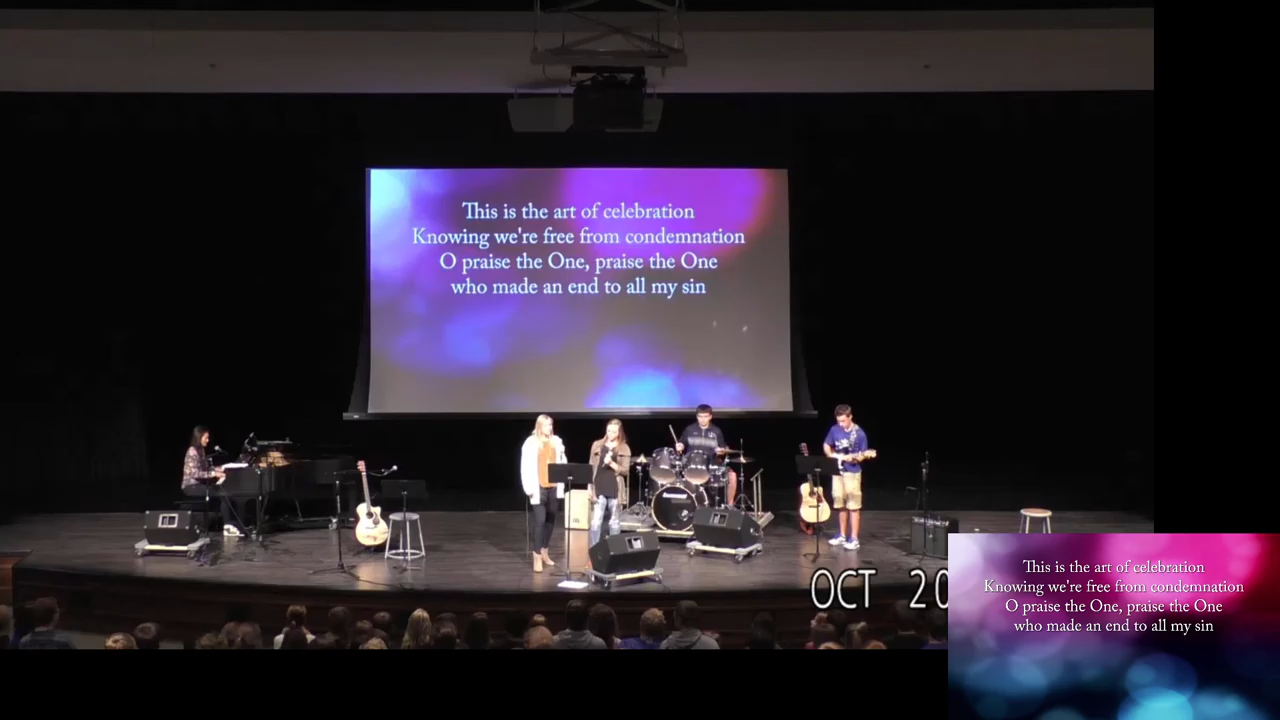 This is the art of celebration
Knowing we're free from condemnation
O praise the One, praise the One
who made an end to all my sin
OCT 20
This is the art of celebration
Knowing we're free from condemnation
O praise the One, praise the One
who made an end to all my sin